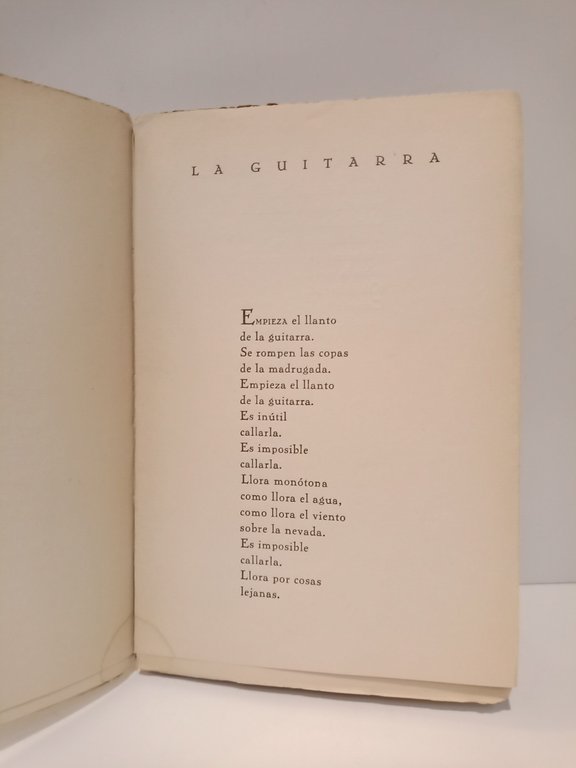 LA GUITARRA
EMPIEZA el llanto
de la guitarra.
Se rompen las copas
de la madrugada.
Empieza el llanto
de la guitarra.
Es inútil
callarla.
Es imposible
callarla.
Llora monótona
como llora el agua,
como llora el viento
sobre la nevada.
Es imposible
callarla.
Llora por cosas
lejanas.